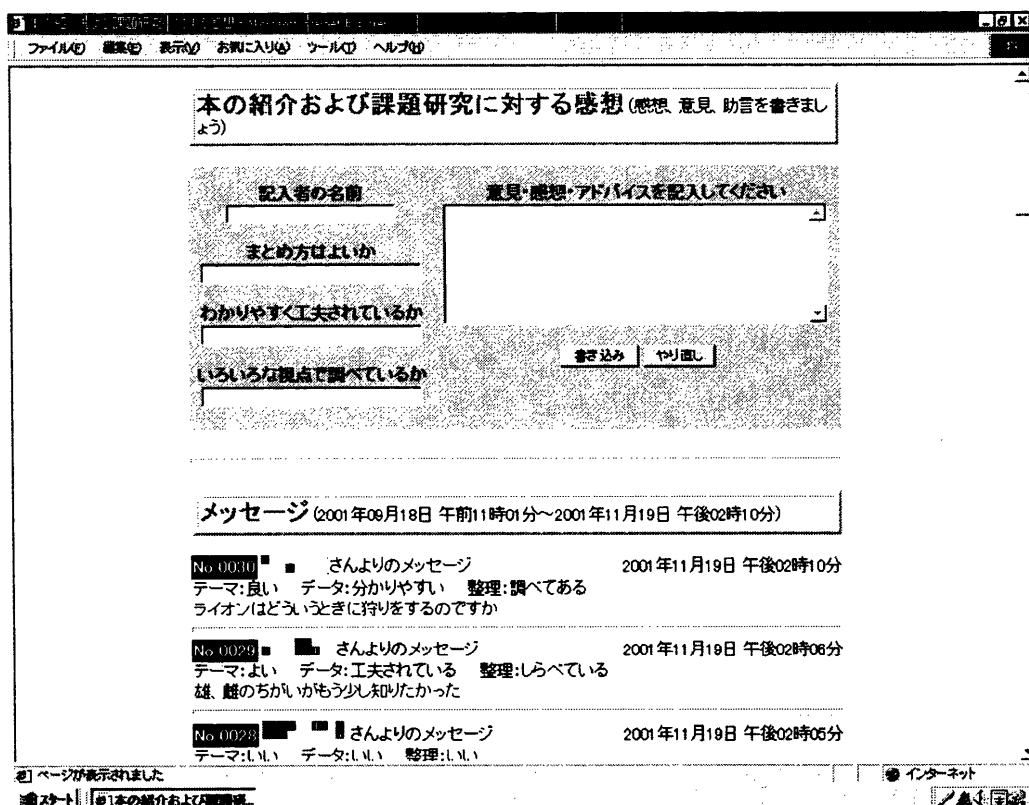 ファイル(F) 編集(E) 表示(V) お気に入り(A) ツール(T) ヘルプ(H)
本の紹介および課題研究に対する感想(感想、意見、助言を書きまし
ょう)
記入者の名前
意見・感想・アドバイスを記入してください
まとめ方はよいか
わかりやすく工夫されているか
いろいろな視点で調べているか
書き込み やり直し
メッセージ(2001年09月18日 午前11時01分～2001年11月19日 午後02時10分)
No.0030 さんよりのメッセージ 2001年11月19日 午後02時10分
テーマ:良い データ:分かりやすい 整理:調べてある
ライオンはどういうときに狩りをするのですか
No.0029 さんよりのメッセージ 2001年11月19日 午後02時06分
テーマ:よい データ:工夫されている 整理:しらべている
雄、雌のちがいがもう少し知りたかった
No.0028 さんよりのメッセージ 2001年11月19日 午後02時05分
テーマ:いい データ:いい 整理:いい
ページが表示されました インターネット
スタート 本の紹介および課題研...